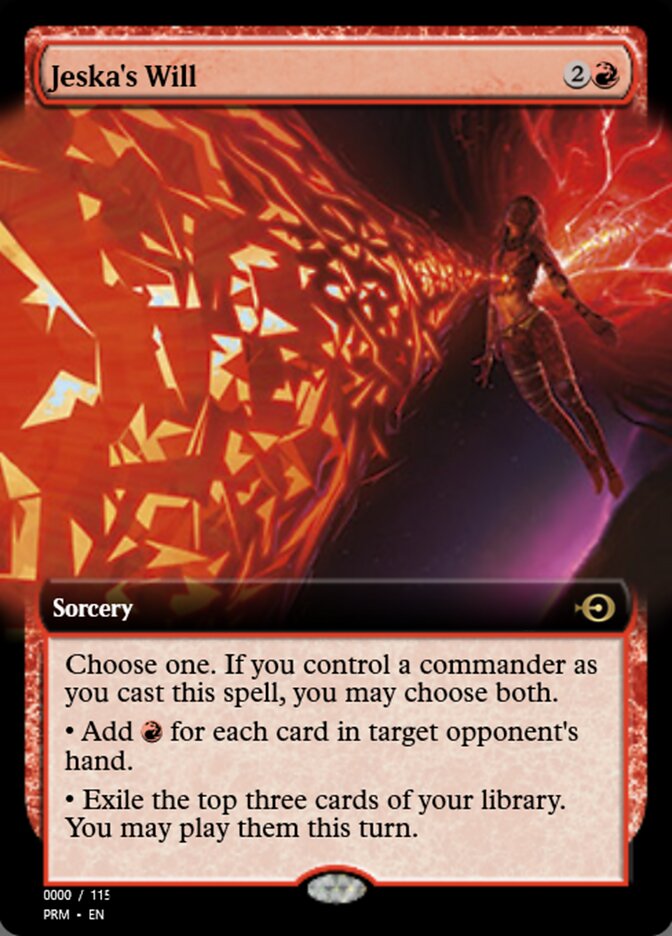 Jeska's Will 2
Sorcery
Choose one. If you control a commander as
you cast this spell, you may choose both.
• Add for each card in target opponent's
hand.
• Exile the top three cards of your library.
You may play them this turn.
0000 / 115
PRM • EN